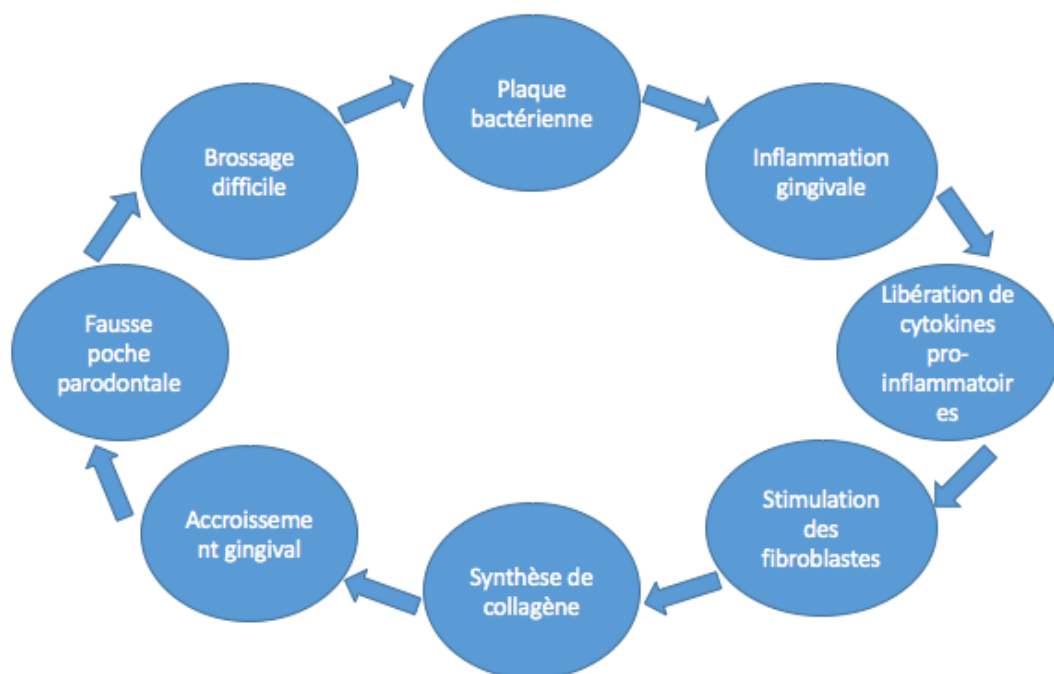 Plaque
bactérienne
Inflammation
gingivale
Libération de
cytokines
pro-
inflammatoir
es
Stimulation
des
fibroblastes
Synthèse de
collagène
Accroisseme
nt gingival
Fausse
poche
parodontale
Brossage
difficile